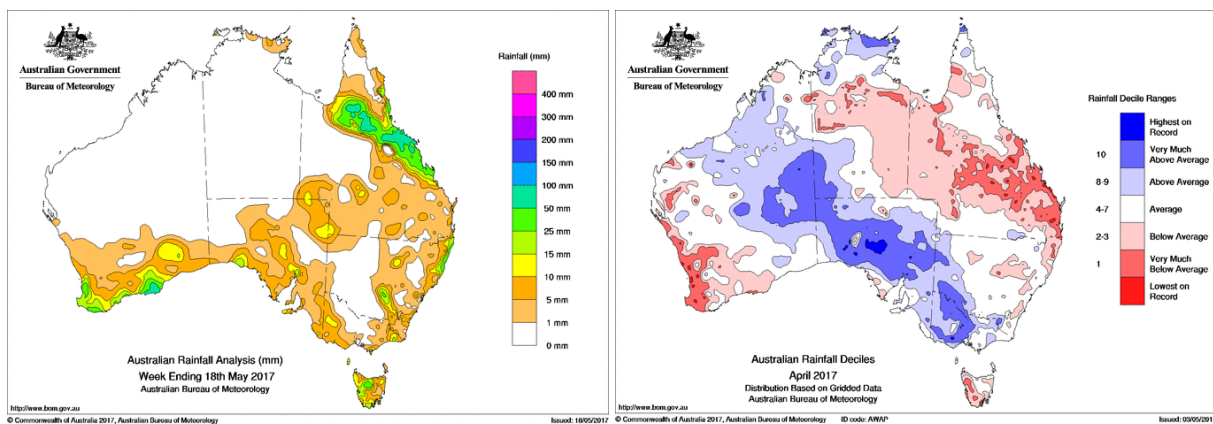 Australian Government
Bureau of Meteorology
Rainfall (mm)
400 mm
300 mm
200 mm
150 mm
100 mm
50 mm
25 mm
15 mm
10 mm
5 mm
1 mm
0 mm
Australian Rainfall Analysis (mm)
Week Ending 18th May 2017
Australian Bureau of Meteorology
http://www.bom.gov.au
© Commonwealth of Australia 2017, Australian Bureau of Meteorology
Issued: 18/05/2017
Australian Government
Bureau of Meteorology
Rainfall Decile Ranges
Highest on
Record
10
Very Much
Above Average
8-9
Above Average
4-7
Average
2-3
Below Average
1
Very Much
Below Average
Lowest on
Record
Australian Rainfall Deciles
April 2017
Distribution Based on Gridded Data
Australian Bureau of Meteorology
http://www.bom.gov.au
© Commonwealth of Australia 2017, Australian Bureau of Meteorology
ID code: AWAP
Issued: 03/05/201